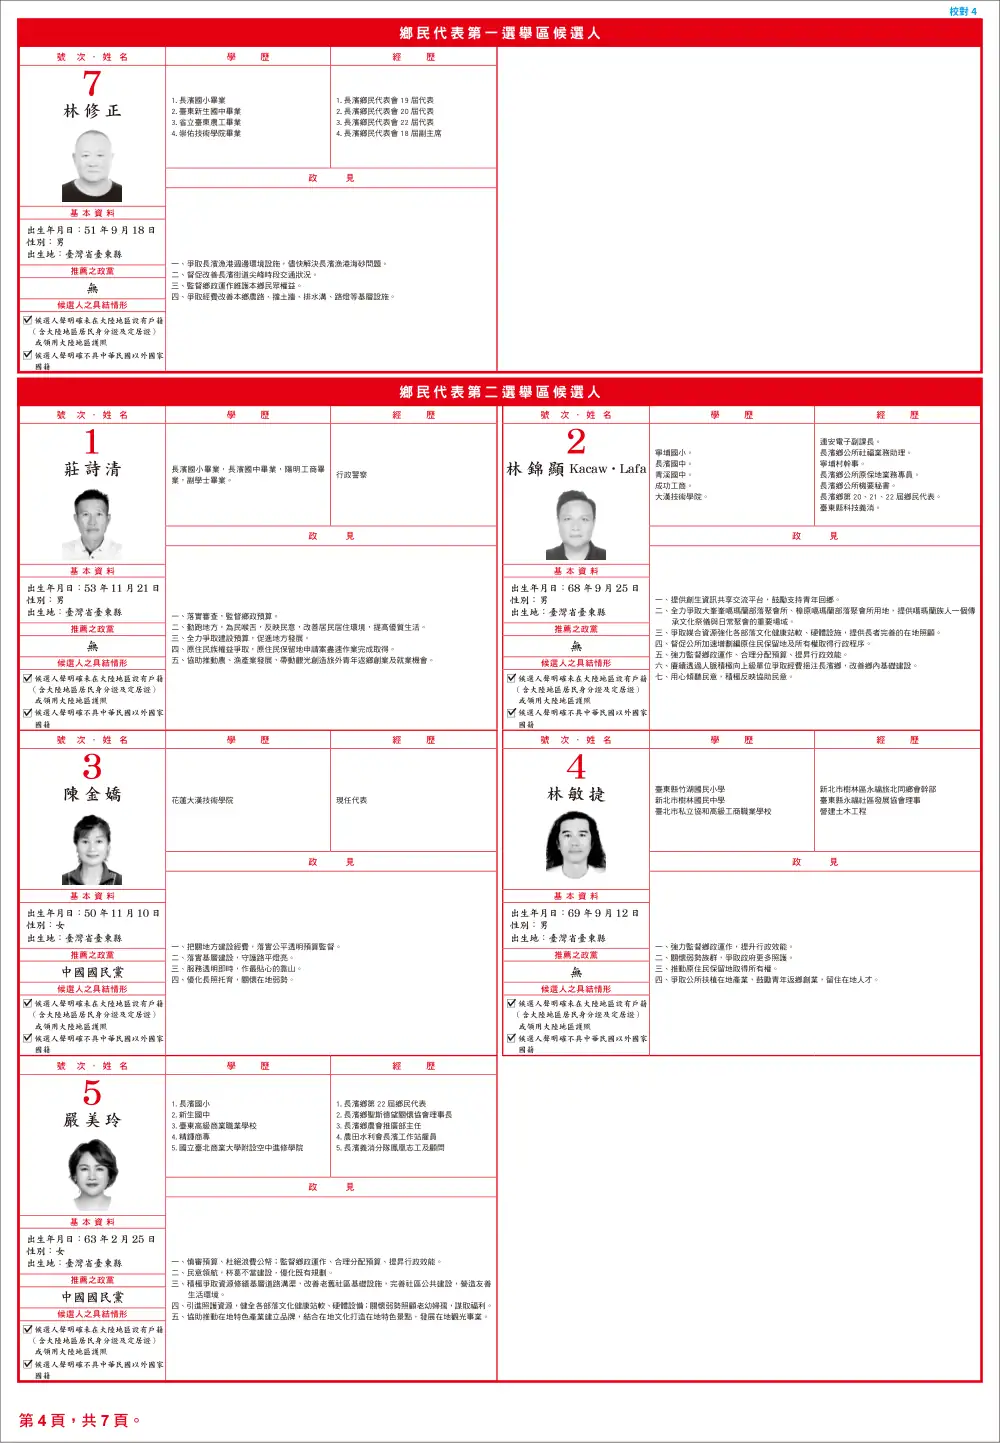 校對 4
鄉民代表第一選舉區候選人
號 次 · 姓 名
學 歷
經 歷
7
林修正
1. 長濱國小畢業
2. 臺東新生國中畢業
3. 省立臺東農工畢業
4. 崇佑技術學院畢業
1. 長濱鄉民代表會 19 屆代表
2. 長濱鄉民代表會 20 屆代表
3. 長濱鄉民代表會 22 屆代表
4. 長濱鄉民代表會 18 屆副主席
政 見
基 本 資 料
出生年月日：51 年 9 月 18 日
性別：男
出生地：臺灣省臺東縣
推薦之政黨
無
候選人之具結情形
候選人聲明確未在大陸地區設有戶籍
（含大陸地區居民身分證及定居證）
或領用大陸地區護照
候選人聲明確不具中華民國以外國家
國籍
一、爭取長濱漁港週邊環境設施，儘快解決長濱漁港海砂問題。
二、督促改善長濱街道尖峰時段交通狀況。
三、監督鄉政運作維護本鄉民眾權益。
四、爭取經費改善本鄉農路、擋土牆、排水溝、路燈等基層設施。
鄉民代表第二選舉區候選人
號 次 · 姓 名
學 歷
經 歷
1
莊詩清
長濱國小畢業，長濱國中畢業，陽明工商畢
業，副學士畢業。
行政警察
政 見
基 本 資 料
出生年月日：53 年 11 月 21 日
性別：男
出生地：臺灣省臺東縣
推薦之政黨
無
候選人之具結情形
候選人聲明確未在大陸地區設有戶籍
（含大陸地區居民身分證及定居證）
或領用大陸地區護照
候選人聲明確不具中華民國以外國家
國籍
一、落實審查，監督鄉政預算。
二、勤跑地方，為民喉舌，反映民意，改善居民居住環境，提高優質生活。
三、全力爭取建設預算，促進地方發展。
四、原住民族權益爭取，原住民保留地申請案盡速作業完成取得。
五、協助推動農、漁產業發展，帶動觀光創造旅外青年返鄉創業及就業機會。
號 次 · 姓 名
學 歷
經 歷
2
林錦顯 Kacaw · Lafa
寧埔國小。
長濱國中。
青溪國中。
成功工商。
大漢技術學院。
連安電子副課長。
長濱鄉公所社福業務助理。
寧埔村幹事。
長濱鄉公所原保地業務專員。
長濱鄉公所機要秘書。
長濱鄉第 20、21、22 屆鄉民代表。
臺東縣科技義消。
政 見
基 本 資 料
出生年月日：68 年 9 月 25 日
性別：男
出生地：臺灣省臺東縣
推薦之政黨
無
候選人之具結情形
候選人聲明確未在大陸地區設有戶籍
（含大陸地區居民身分證及定居證）
或領用大陸地區護照
候選人聲明確不具中華民國以外國家
國籍
一、提供創生資訊共享交流平台，鼓勵支持青年回鄉。
二、全力爭取大峯峯噶瑪蘭部落聚會所、樟原噶瑪蘭部落聚會所用地，提供噶瑪蘭族人一個傳
承文化祭儀與日常聚會的重要場域。
三、爭取媒合資源強化各部落文化健康站軟、硬體設施，提供長者完善的在地照顧。
四、督促公所加速增劃編原住民保留地及所有權取得行政程序。
五、強力監督鄉政運作、合理分配預算、提昇行政效能。
六、賡續透過人脈積極向上級單位爭取經費挹注長濱鄉，改善鄉內基礎建設。
七、用心傾聽民意、積極反映協助民意。
號 次 · 姓 名
學 歷
經 歷
3
陳金嬌
花蓮大漢技術學院
現任代表
政 見
基 本 資 料
出生年月日：50 年 11 月 10 日
性別：女
出生地：臺灣省臺東縣
推薦之政黨
中國國民黨
候選人之具結情形
候選人聲明確未在大陸地區設有戶籍
（含大陸地區居民身分證及定居證）
或領用大陸地區護照
候選人聲明確不具中華民國以外國家
國籍
一、把關地方建設經費，落實公平透明預算監督。
二、落實基層建設，守護路平燈亮。
三、服務透明即時，作最貼心的靠山。
四、優化長照托育，關懷在地弱勢。
號 次 · 姓 名
學 歷
經 歷
4
林敏捷
臺東縣竹湖國民小學
新北市樹林國民中學
臺北市私立協和高級工商職業學校
新北市樹林區永福旅北同鄉會幹部
臺東縣永福社區發展協會理事
營建土木工程
政 見
基 本 資 料
出生年月日：69 年 9 月 12 日
性別：男
出生地：臺灣省臺東縣
推薦之政黨
無
候選人之具結情形
候選人聲明確未在大陸地區設有戶籍
（含大陸地區居民身分證及定居證）
或領用大陸地區護照
候選人聲明確不具中華民國以外國家
國籍
一、強力監督鄉政運作，提升行政效能。
二、關懷弱勢族群，爭取政府更多照護。
三、推動原住民保留地取得所有權。
四、爭取公所扶植在地產業，鼓勵青年返鄉創業，留住在地人才。
號 次 · 姓 名
學 歷
經 歷
5
嚴美玲
1. 長濱國小
2. 新生國中
3. 臺東高級商業職業學校
4. 精鍾商專
5. 國立臺北商業大學附設空中進修學院
1. 長濱鄉第 22 屆鄉民代表
2. 長濱鄉聖斯德望關懷協會理事長
3. 長濱鄉農會推廣部主任
4. 農田水利會長濱工作站雇員
5. 長濱義消分隊鳳凰志工及顧問
政 見
基 本 資 料
出生年月日：63 年 2 月 25 日
性別：女
出生地：臺灣省臺東縣
推薦之政黨
中國國民黨
候選人之具結情形
候選人聲明確未在大陸地區設有戶籍
（含大陸地區居民身分證及定居證）
或領用大陸地區護照
候選人聲明確不具中華民國以外國家
國籍
一、慎審預算、杜絕浪費公帑；監督鄉政運作、合理分配預算、提昇行政效能。
二、民意領航，杯葛不當建設，優化既有規劃。
三、積極爭取資源修繕基層道路溝渠，改善老舊社區基礎設施，完善社區公共建設，營造友善
生活環境。
四、引進照護資源，健全各部落文化健康站軟、硬體設備；關懷弱勢照顧老幼婦孺，謀取福利。
五、協助推動在地特色產業建立品牌，結合在地文化打造在地特色景點，發展在地觀光事業。
第 4 頁，共 7 頁。